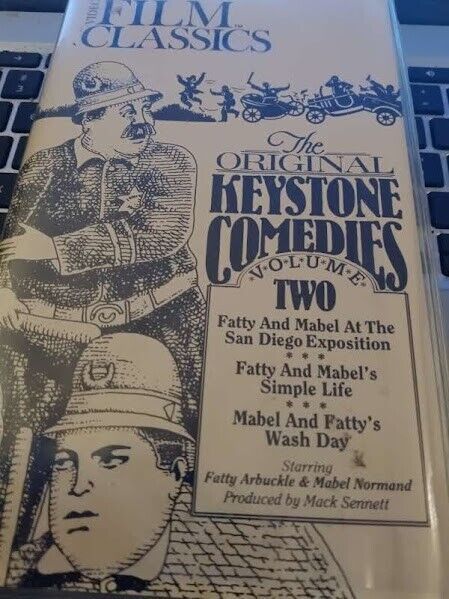 FILM
CLASSICS
The
ORIGINAL
KEYSTONE
COMEDIES
VOLUME
TWO
Fatty And Mabel At The
San Diego Exposition
* * *
Fatty And Mabel's
Simple Life
* * *
Mabel And Fatty's
Wash Day
Starring
Fatty Arbuckle & Mabel Normand
Produced by Mack Sennett